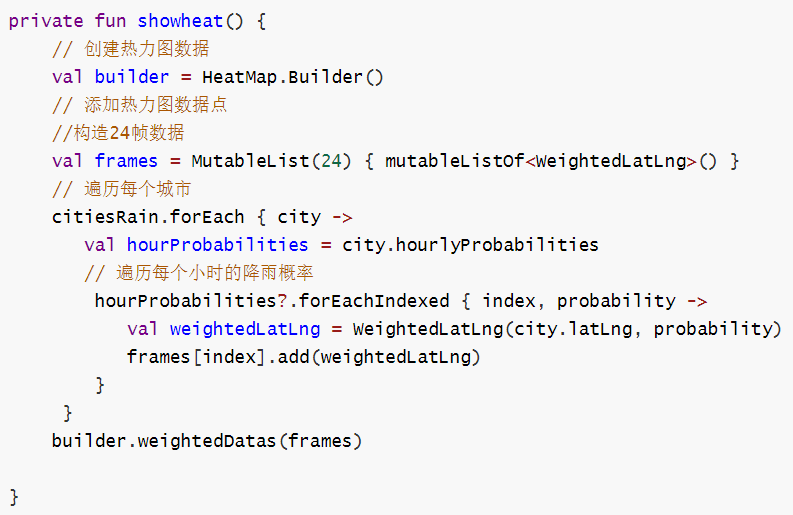 private fun showheat() {
    // 创建热力图数据
    val builder = HeatMap.Builder()
    // 添加热力图数据点
    //构造24帧数据
    val frames = MutableList(24) { mutableListOf<WeightedLatLng>() }
    // 遍历每个城市
    citiesRain.forEach { city ->
       val hourProbabilities = city.hourlyProbabilities
       // 遍历每个小时的降雨概率
        hourProbabilities?.forEachIndexed { index, probability ->
           val weightedLatLng = WeightedLatLng(city.latLng, probability)
           frames[index].add(weightedLatLng)
        }
     }
    builder.weightedDatas(frames)

}